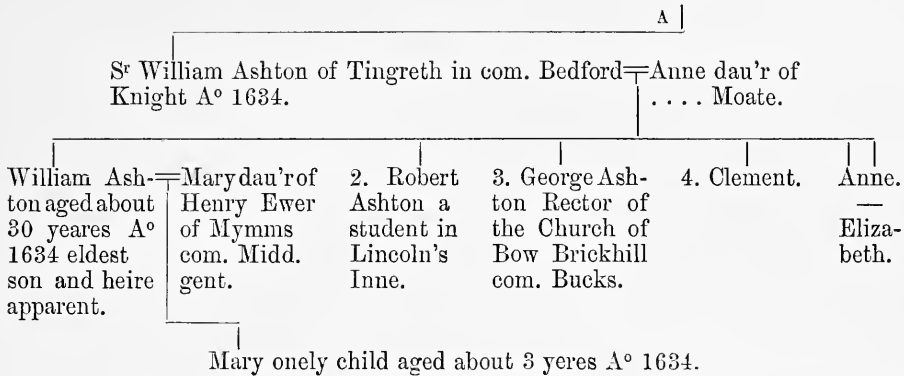 A
Sr William Ashton of Tingreth in com. Bedford Anne dau'r of
Knight Ao 1634. . . . . Moate.
William Ash-
ton aged about
30 yeares Ao
1634 eldest
son and heire
apparent.
Mary dau'r of
Henry Ewer
of Mymms
com. Midd.
gent.
2. Robert
Ashton a
student in
Lincoln's
Inne.
3. George Ash-
ton Rector of
the Church of
Bow Brickhill
com. Bucks.
4. Clement.
Anne.
—
Eliza-
beth.
Mary onely child aged about 3 yeres Ao 1634.